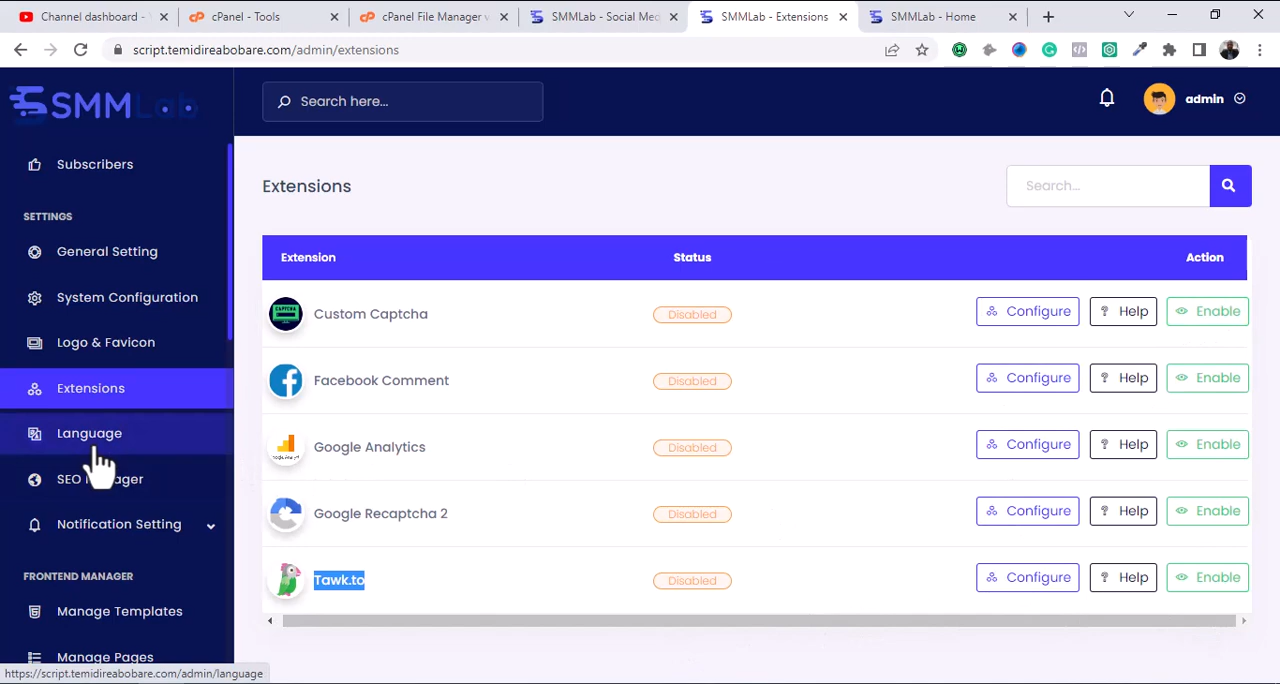 Channel dashboard -
cPanel - Tools
cPanel File Manager v
SMMLab - Social Med
SMMLab - Extensions
SMMLab - Home
script.temidireabobare.com/admin/extensions
SMMLab
Search here...
admin
Subscribers
SETTINGS
General Setting
System Configuration
Logo & Favicon
Extensions
Language
SEO M
ager
Notification Setting
FRONTEND MANAGER
Manage Templates
Manage Pages
https://script.temidireabobare.com/admin/language
Extensions
Search...
Extension Status Action
Custom Captcha Disabled Configure Help Enable
Facebook Comment Disabled Configure Help Enable
Google Analytics Disabled Configure Help Enable
Google Recaptcha 2 Disabled Configure Help Enable
Tawk.to Disabled Configure Help Enable